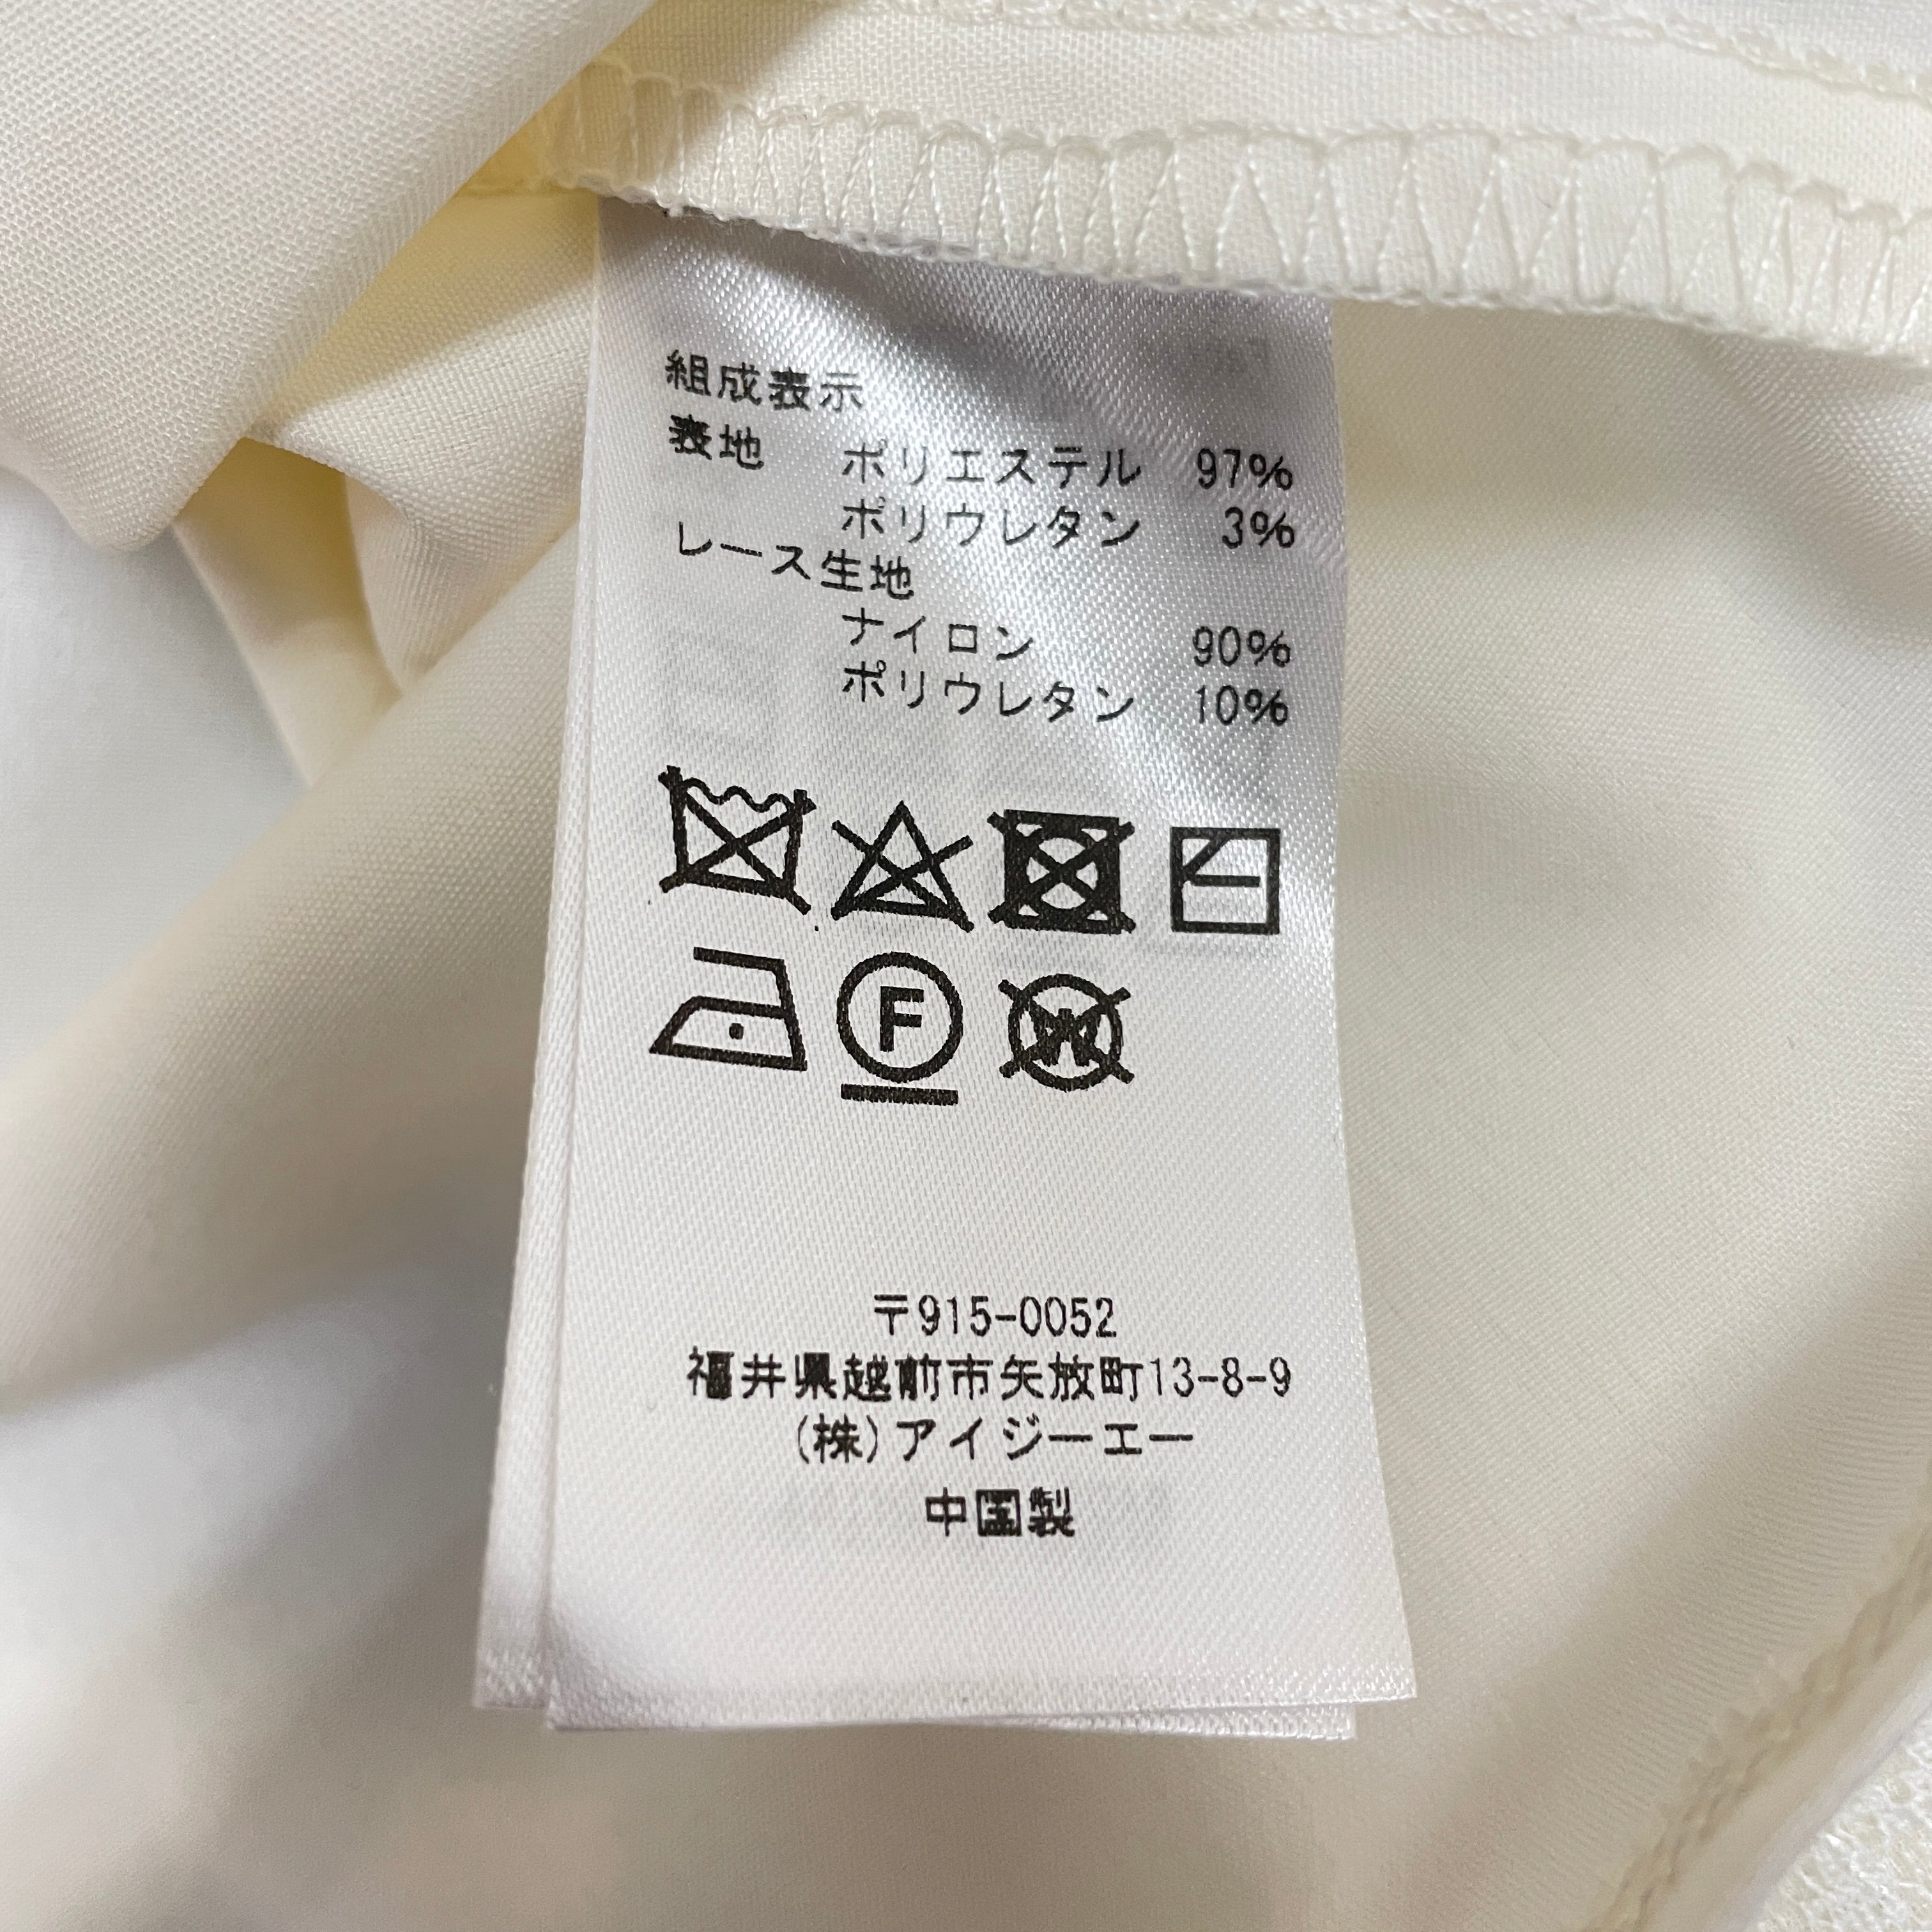 組成表示
表地 ポリエステル 97%
ポリウレタン 3%
レース生地
ナイロン 90%
ポリウレタン 10%
F
W
〒915-0052
福井県越前市矢放町13-8-9
(株)アイジーエー
中国製